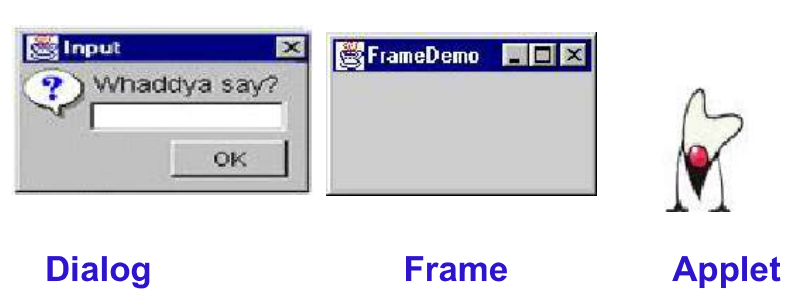 Input
Whaddya say?
?
OK
FrameDemo
Dialog
Frame
Applet